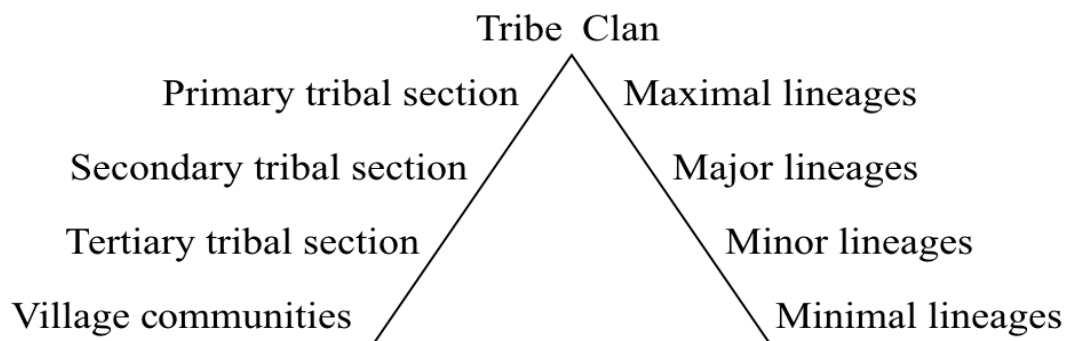 Tribe Clan
Primary tribal section Maximal lineages
Secondary tribal section Major lineages
Tertiary tribal section Minor lineages
Village communities Minimal lineages